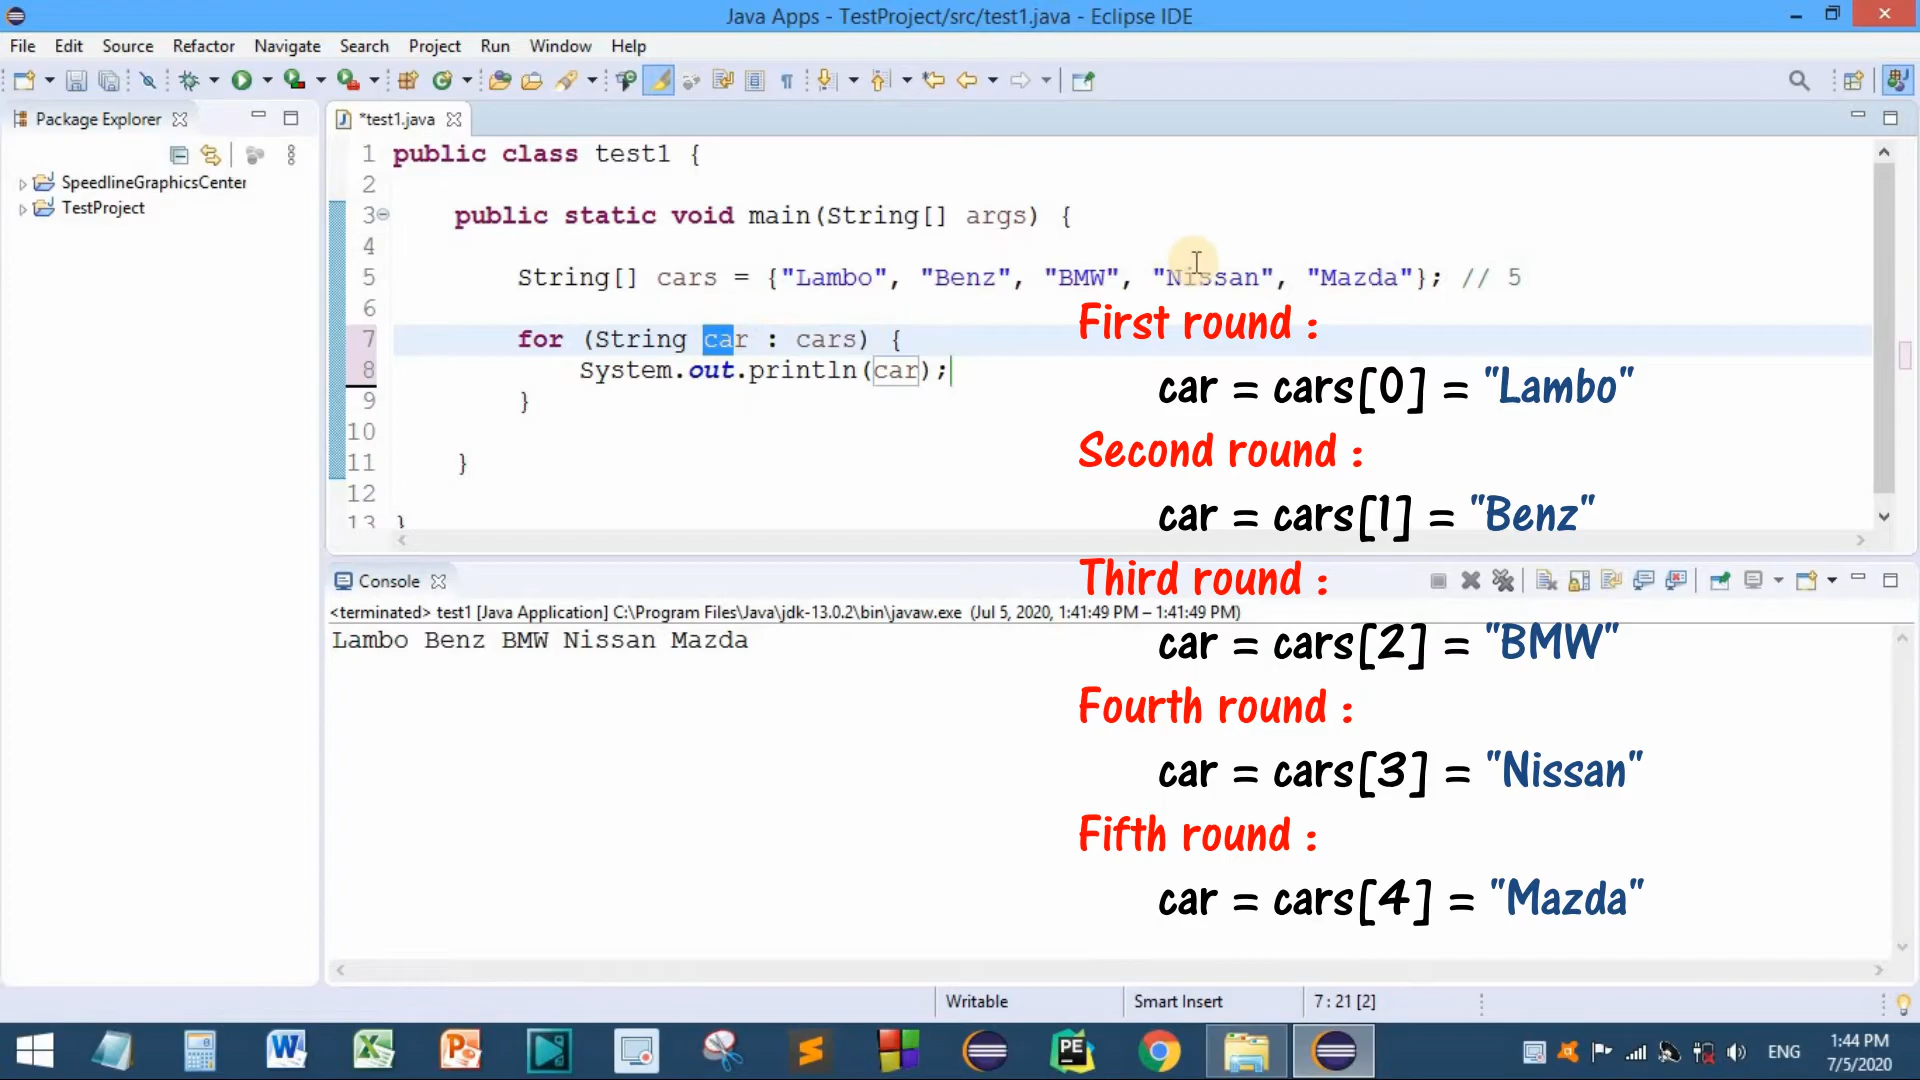 Java Apps - TestProject/src/test1.java - Eclipse IDE
File Edit Source Refactor Navigate Search Project Run Window Help
Package Explorer
*test1.java
SpeedlineGraphicsCenter
TestProject
1 public class test1 {
2
3 public static void main(String[] args) {
4
5 String[] cars = {"Lambo", "Benz", "BMW", "Nissan", "Mazda"}; // 5
6
7 for (String car : cars) {
8 System.out.println(car);
9 }
10
11 }
12
13 }
First round :
car = cars[0] = "Lambo"
Second round :
car = cars[1] = "Benz"
Third round :
car = cars[2] = "BMW"
Fourth round :
car = cars[3] = "Nissan"
Fifth round :
car = cars[4] = "Mazda"
Console
<terminated> test1 [Java Application] C:\Program Files\Java\jdk-13.0.2\bin\javaw.exe (Jul 5, 2020, 1:41:49 PM – 1:41:49 PM)
Lambo Benz BMW Nissan Mazda
Writable Smart Insert 7 : 21 [2]
ENG
1:44 PM
7/5/2020